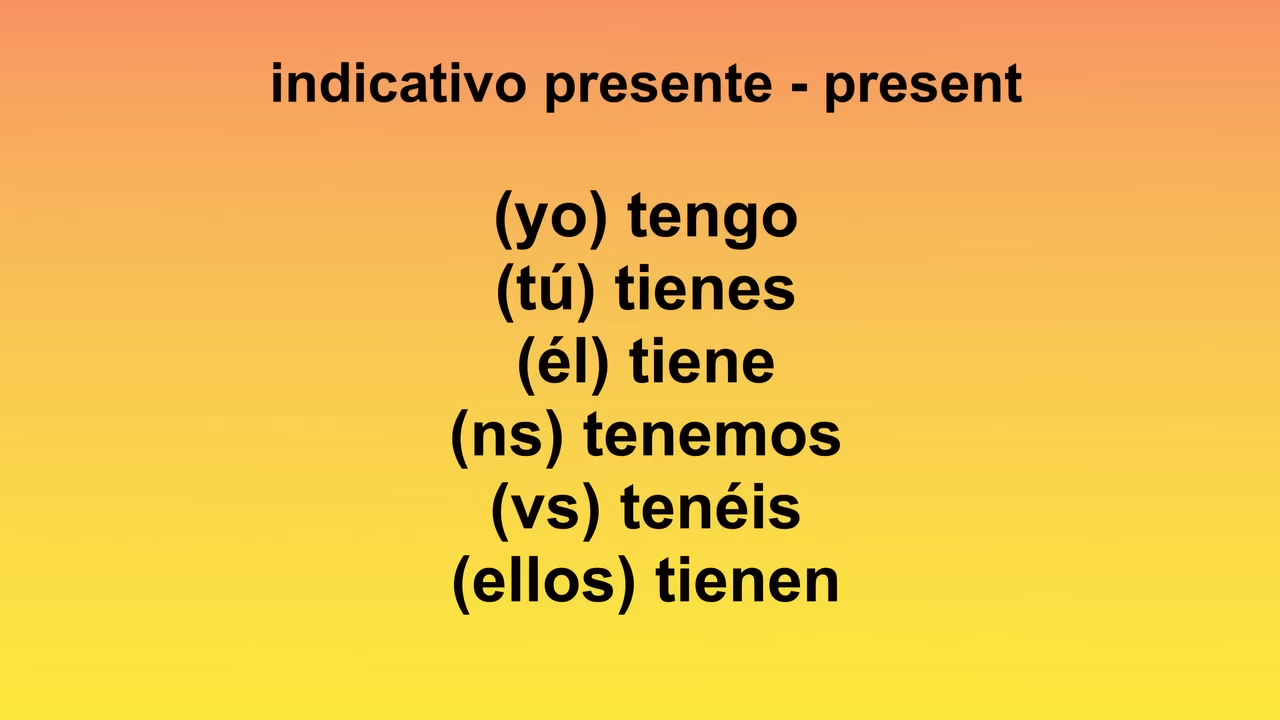 indicativo presente - present
(yo) tengo
(tú) tienes
(él) tiene
(ns) tenemos
(vs) tenéis
(ellos) tienen